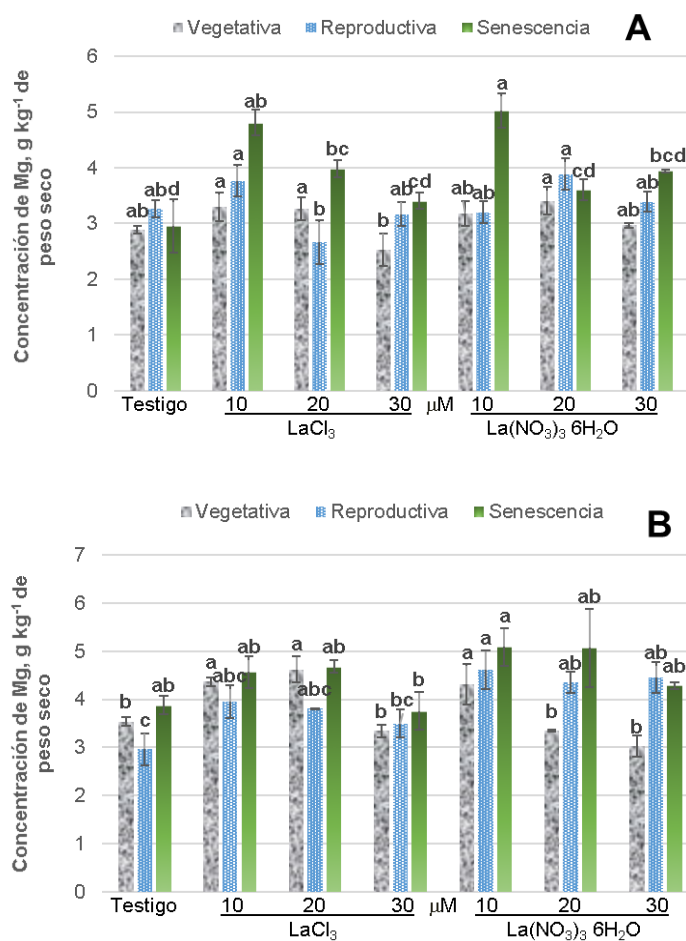 Vegetativa Reproductiva Senescencia A
Concentración de Mg, g kg-1 de
peso seco
6
5
4
3
2
1
0
ab ab d
a a ab
a b bc
b ab cd
ab ab a
a a cd
ab ab bcd
Testigo 10 20 30 μM 10 20 30
LaCl3 La(NO3)3 6H2O
Vegetativa Reproductiva Senescencia B
Concentración de Mg, g kg-1 de
peso seco
7
6
5
4
3
2
1
0
b c ab
a abc ab
a abc ab
b bc b
a a a
b ab ab
b ab ab
Testigo 10 20 30 μM 10 20 30
LaCl3 La(NO3)3 6H2O